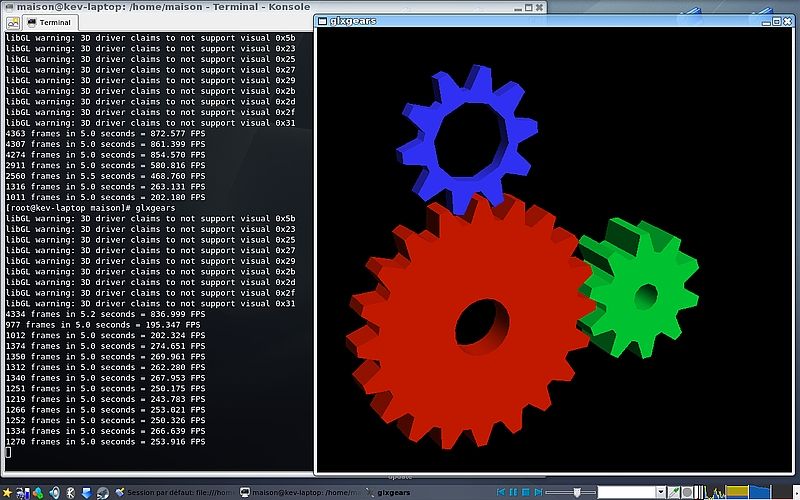 maison@kev-laptop: /home/maison - Terminal - Konsole
Terminal
libGL warning: 3D driver claims to not support visual 0x5b
libGL warning: 3D driver claims to not support visual 0x23
libGL warning: 3D driver claims to not support visual 0x25
libGL warning: 3D driver claims to not support visual 0x27
libGL warning: 3D driver claims to not support visual 0x29
libGL warning: 3D driver claims to not support visual 0x2b
libGL warning: 3D driver claims to not support visual 0x2d
libGL warning: 3D driver claims to not support visual 0x2f
libGL warning: 3D driver claims to not support visual 0x31
4363 frames in 5.0 seconds = 872.577 FPS
4307 frames in 5.0 seconds = 861.399 FPS
4274 frames in 5.0 seconds = 854.570 FPS
2911 frames in 5.0 seconds = 580.816 FPS
2560 frames in 5.5 seconds = 468.760 FPS
1316 frames in 5.0 seconds = 263.131 FPS
1011 frames in 5.0 seconds = 202.180 FPS
[root@kev-laptop maison]# glxgears
libGL warning: 3D driver claims to not support visual 0x5b
libGL warning: 3D driver claims to not support visual 0x23
libGL warning: 3D driver claims to not support visual 0x25
libGL warning: 3D driver claims to not support visual 0x27
libGL warning: 3D driver claims to not support visual 0x29
libGL warning: 3D driver claims to not support visual 0x2b
libGL warning: 3D driver claims to not support visual 0x2d
libGL warning: 3D driver claims to not support visual 0x2f
libGL warning: 3D driver claims to not support visual 0x31
4334 frames in 5.2 seconds = 836.999 FPS
977 frames in 5.0 seconds = 195.347 FPS
1012 frames in 5.0 seconds = 202.324 FPS
1374 frames in 5.0 seconds = 274.651 FPS
1350 frames in 5.0 seconds = 269.961 FPS
1312 frames in 5.0 seconds = 262.280 FPS
1340 frames in 5.0 seconds = 267.953 FPS
1251 frames in 5.0 seconds = 250.175 FPS
1219 frames in 5.0 seconds = 243.783 FPS
1266 frames in 5.0 seconds = 253.021 FPS
1252 frames in 5.0 seconds = 250.326 FPS
1334 frames in 5.0 seconds = 266.639 FPS
1270 frames in 5.0 seconds = 253.916 FPS
glxgears
update
Session par défaut: file:///hom
maison@kev-laptop: /home/ma
glxgears